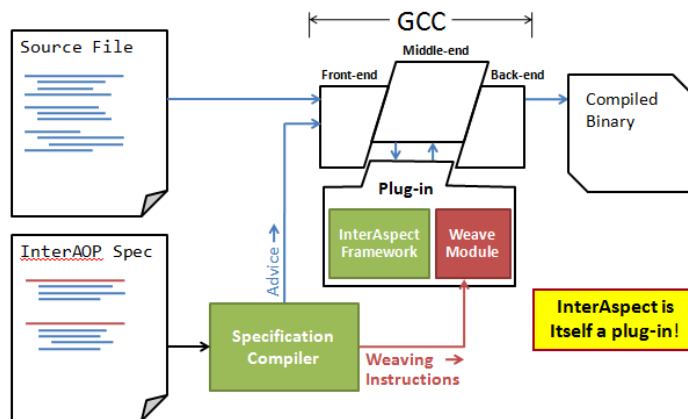 GCC
Source File
Middle-end
Front-end
Back-end
Compiled
Binary
Plug-in
InterAspect
Framework
Weave
Module
InterAOP Spec
Advice →
Specification
Compiler
Weaving →
Instructions
InterAspect is
Itself a plug-in!